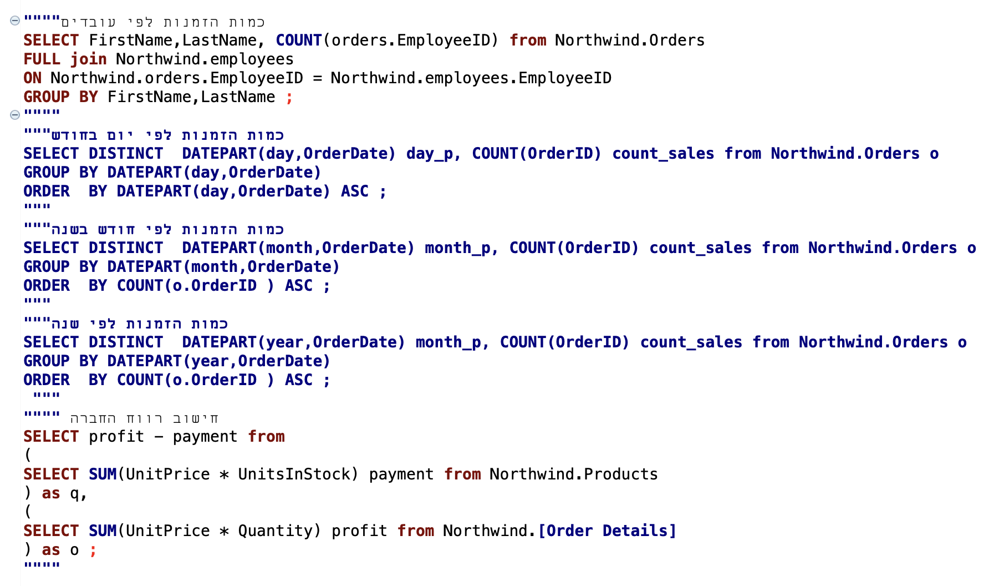 """"כמות הזמנות לפי עובדים
SELECT FirstName,LastName, COUNT(orders.EmployeeID) from Northwind.Orders
FULL join Northwind.employees
ON Northwind.orders.EmployeeID = Northwind.employees.EmployeeID
GROUP BY FirstName,LastName ;
""""
"""כמות הזמנות לפי יום בחודש
SELECT DISTINCT  DATEPART(day,OrderDate) day_p, COUNT(OrderID) count_sales from Northwind.Orders o
GROUP BY DATEPART(day,OrderDate)
ORDER  BY DATEPART(day,OrderDate) ASC ;
"""
"""כמות הזמנות לפי חודש בשנה
SELECT DISTINCT  DATEPART(month,OrderDate) month_p, COUNT(OrderID) count_sales from Northwind.Orders o
GROUP BY DATEPART(month,OrderDate)
ORDER  BY COUNT(o.OrderID ) ASC ;
"""
"""כמות הזמנות לפי שנה
SELECT DISTINCT  DATEPART(year,OrderDate) month_p, COUNT(OrderID) count_sales from Northwind.Orders o
GROUP BY DATEPART(year,OrderDate)
ORDER  BY COUNT(o.OrderID ) ASC ;
"""
"""" חישוב רווח החברה
SELECT profit - payment from
(
SELECT SUM(UnitPrice * UnitsInStock) payment from Northwind.Products
) as q,
(
SELECT SUM(UnitPrice * Quantity) profit from Northwind.[Order Details]
) as o ;
""""